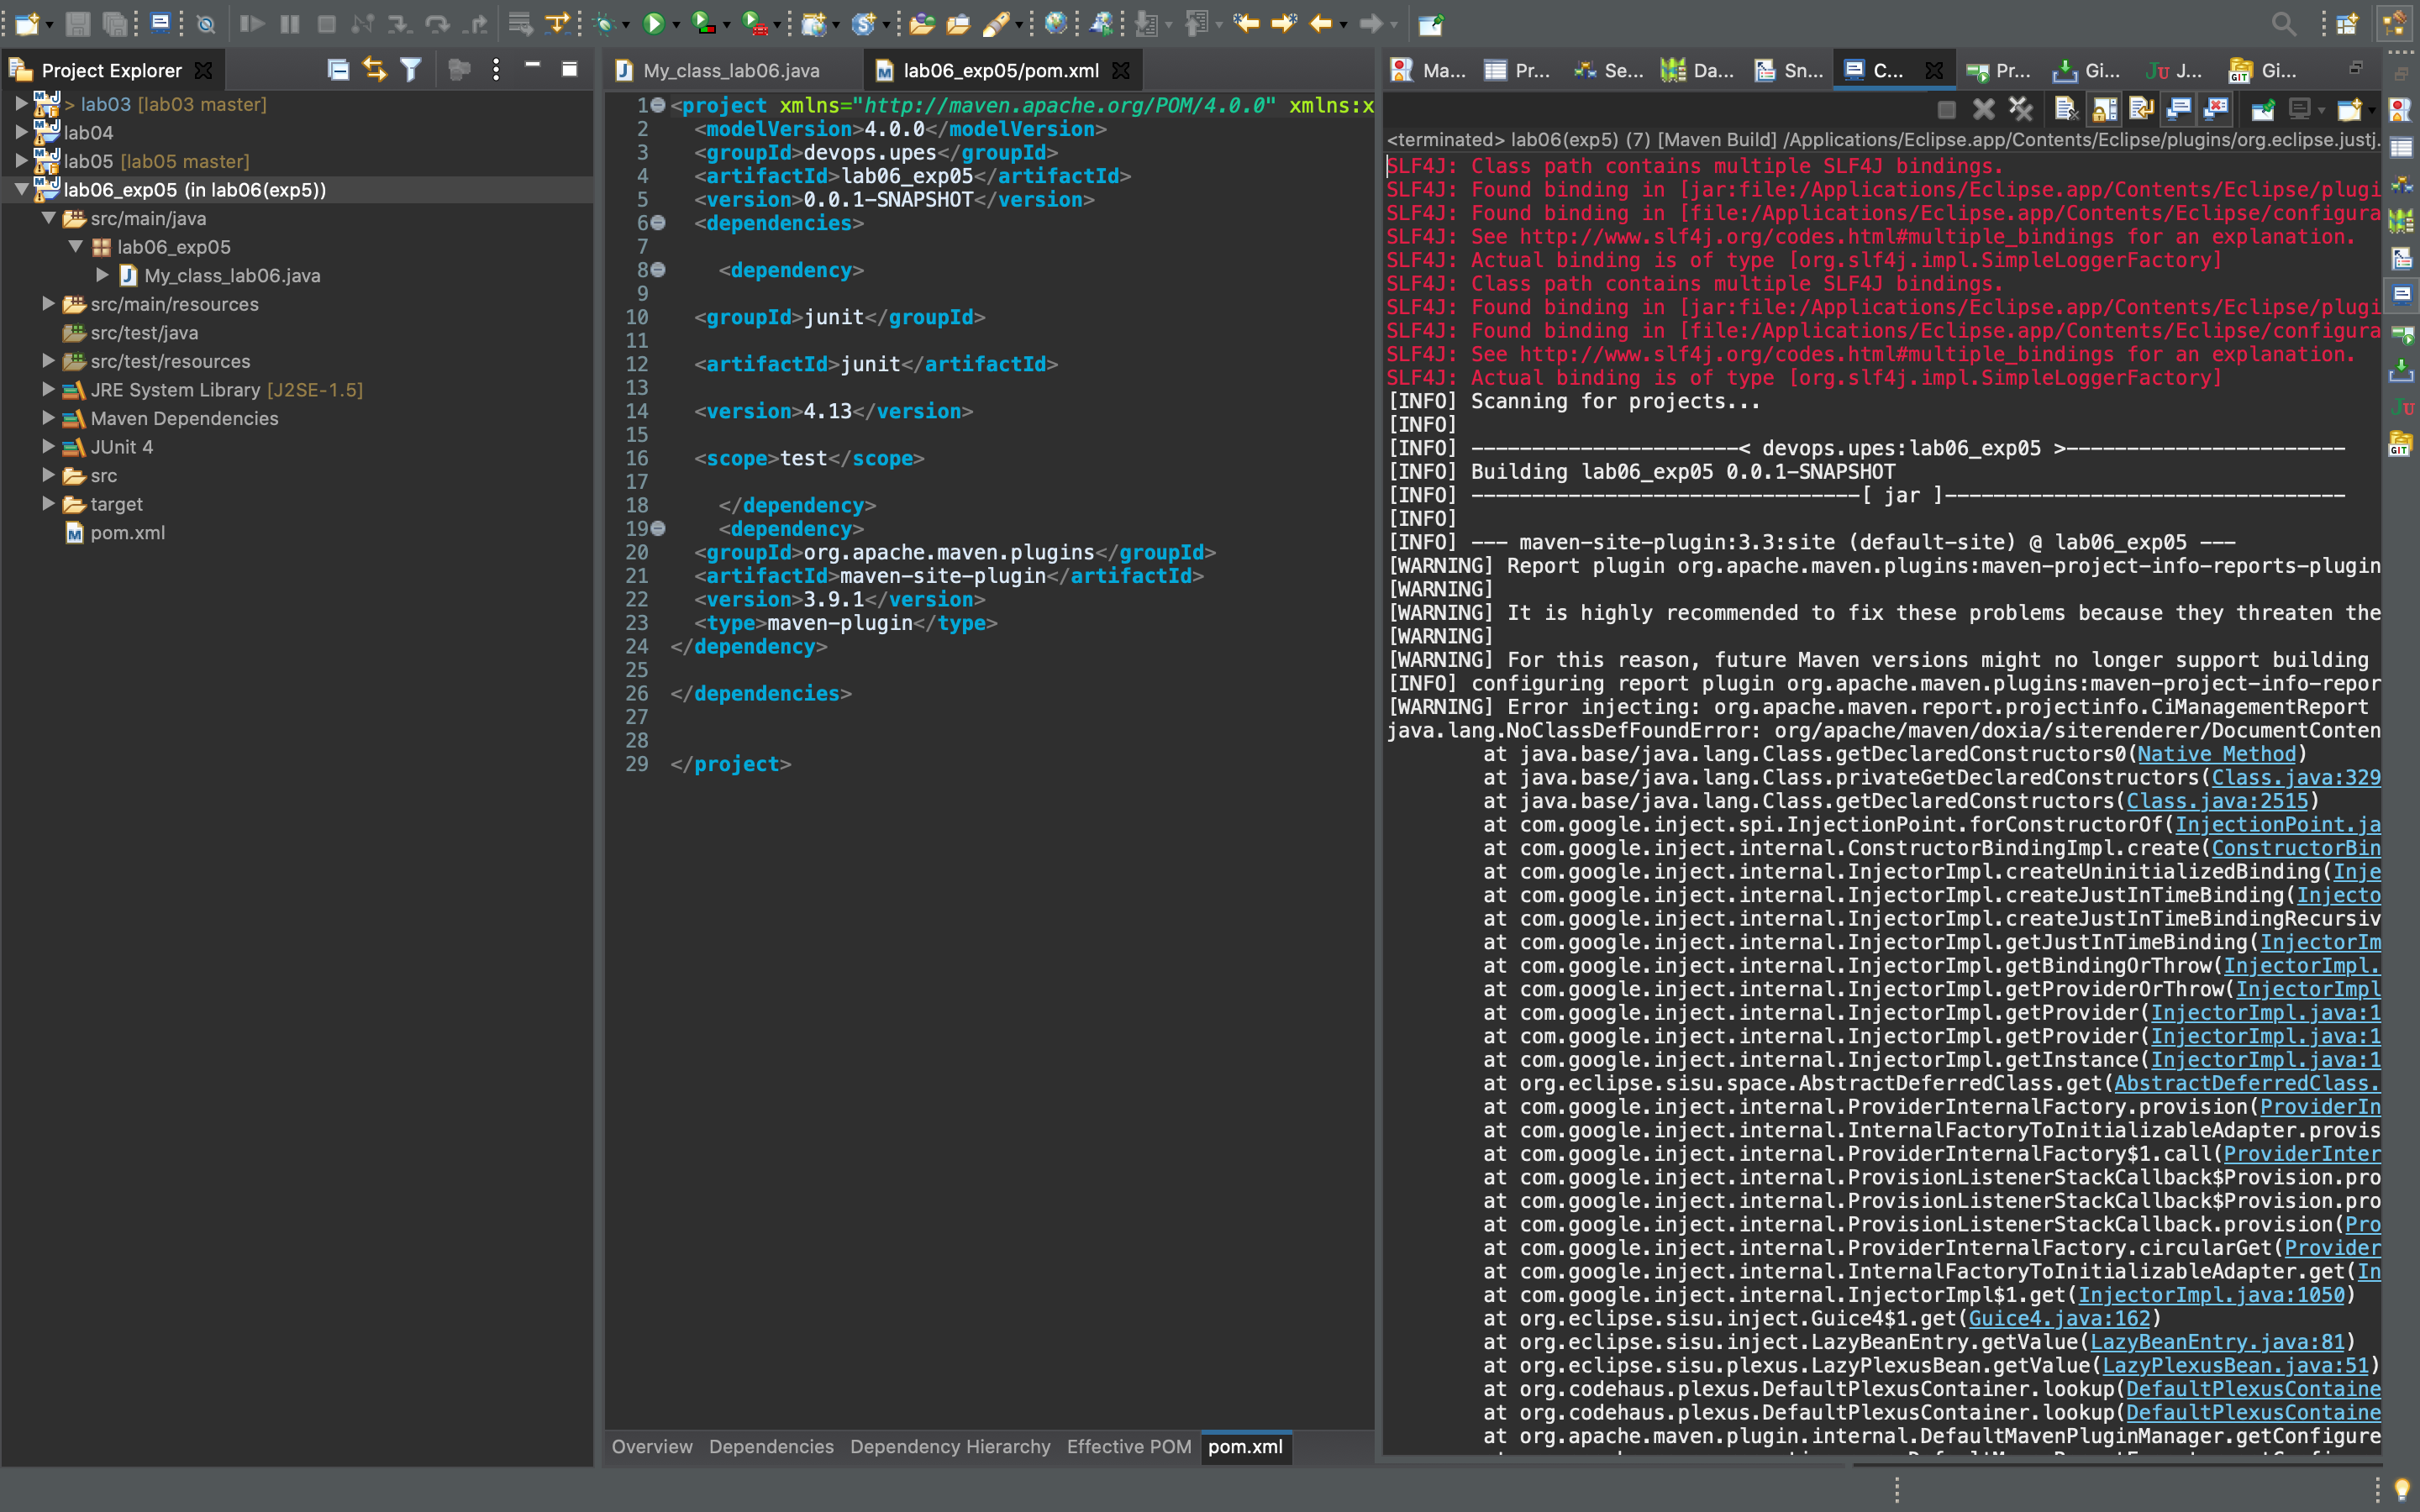 Project Explorer
> lab03 [lab03 master]
lab04
lab05 [lab05 master]
lab06_exp05 (in lab06(exp5))
src/main/java
lab06_exp05
My_class_lab06.java
src/main/resources
src/test/java
src/test/resources
JRE System Library [J2SE-1.5]
Maven Dependencies
JUnit 4
src
target
pom.xml
My_class_lab06.java
lab06_exp05/pom.xml
1 <project xmlns="http://maven.apache.org/POM/4.0.0" xmlns:x
2 <modelVersion>4.0.0</modelVersion>
3 <groupId>devops.upes</groupId>
4 <artifactId>lab06_exp05</artifactId>
5 <version>0.0.1-SNAPSHOT</version>
6 <dependencies>
7
8 <dependency>
9
10 <groupId>junit</groupId>
11
12 <artifactId>junit</artifactId>
13
14 <version>4.13</version>
15
16 <scope>test</scope>
17
18 </dependency>
19 <dependency>
20 <groupId>org.apache.maven.plugins</groupId>
21 <artifactId>maven-site-plugin</artifactId>
22 <version>3.9.1</version>
23 <type>maven-plugin</type>
24 </dependency>
25
26 </dependencies>
27
28
29 </project>
Overview Dependencies Dependency Hierarchy Effective POM pom.xml
Ma... Pr... Se... Da... Sn... C... Pr... Gi... J... Gi...
<terminated> lab06(exp5) (7) [Maven Build] /Applications/Eclipse.app/Contents/Eclipse/plugins/org.eclipse.justj.
SLF4J: Class path contains multiple SLF4J bindings.
SLF4J: Found binding in [jar:file:/Applications/Eclipse.app/Contents/Eclipse/plugi
SLF4J: Found binding in [file:/Applications/Eclipse.app/Contents/Eclipse/configura
SLF4J: See http://www.slf4j.org/codes.html#multiple_bindings for an explanation.
SLF4J: Actual binding is of type [org.slf4j.impl.SimpleLoggerFactory]
SLF4J: Class path contains multiple SLF4J bindings.
SLF4J: Found binding in [jar:file:/Applications/Eclipse.app/Contents/Eclipse/plugi
SLF4J: Found binding in [file:/Applications/Eclipse.app/Contents/Eclipse/configura
SLF4J: See http://www.slf4j.org/codes.html#multiple_bindings for an explanation.
SLF4J: Actual binding is of type [org.slf4j.impl.SimpleLoggerFactory]
[INFO] Scanning for projects...
[INFO]
[INFO] ----------------------< devops.upes:lab06_exp05 >-----------------------
[INFO] Building lab06_exp05 0.0.1-SNAPSHOT
[INFO] --------------------------------[ jar ]---------------------------------
[INFO]
[INFO] --- maven-site-plugin:3.3:site (default-site) @ lab06_exp05 ---
[WARNING] Report plugin org.apache.maven.plugins:maven-project-info-reports-plugin
[WARNING]
[WARNING] It is highly recommended to fix these problems because they threaten the
[WARNING]
[WARNING] For this reason, future Maven versions might no longer support building
[INFO] configuring report plugin org.apache.maven.plugins:maven-project-info-repor
[WARNING] Error injecting: org.apache.maven.report.projectinfo.CiManagementReport
java.lang.NoClassDefFoundError: org/apache/maven/doxia/siterenderer/DocumentConten
at java.base/java.lang.Class.getDeclaredConstructors0(Native Method)
at java.base/java.lang.Class.privateGetDeclaredConstructors(Class.java:329
at java.base/java.lang.Class.getDeclaredConstructors(Class.java:2515)
at com.google.inject.spi.InjectionPoint.forConstructorOf(InjectionPoint.ja
at com.google.inject.internal.ConstructorBindingImpl.create(ConstructorBin
at com.google.inject.internal.InjectorImpl.createUninitializedBinding(Inje
at com.google.inject.internal.InjectorImpl.createJustInTimeBinding(Injecto
at com.google.inject.internal.InjectorImpl.createJustInTimeBindingRecursiv
at com.google.inject.internal.InjectorImpl.getJustInTimeBinding(InjectorIm
at com.google.inject.internal.InjectorImpl.getBindingOrThrow(InjectorImpl.
at com.google.inject.internal.InjectorImpl.getProviderOrThrow(InjectorImpl
at com.google.inject.internal.InjectorImpl.getProvider(InjectorImpl.java:1
at com.google.inject.internal.InjectorImpl.getProvider(InjectorImpl.java:1
at com.google.inject.internal.InjectorImpl.getInstance(InjectorImpl.java:1
at org.eclipse.sisu.space.AbstractDeferredClass.get(AbstractDeferredClass.
at com.google.inject.internal.ProviderInternalFactory.provision(ProviderIn
at com.google.inject.internal.InternalFactoryToInitializableAdapter.provis
at com.google.inject.internal.ProviderInternalFactory$1.call(ProviderInter
at com.google.inject.internal.ProvisionListenerStackCallback$Provision.pro
at com.google.inject.internal.ProvisionListenerStackCallback$Provision.pro
at com.google.inject.internal.ProvisionListenerStackCallback.provision(Pro
at com.google.inject.internal.ProviderInternalFactory.circularGet(Provider
at com.google.inject.internal.InternalFactoryToInitializableAdapter.get(In
at com.google.inject.internal.InjectorImpl$1.get(InjectorImpl.java:1050)
at org.eclipse.sisu.inject.Guice4$1.get(Guice4.java:162)
at org.eclipse.sisu.inject.LazyBeanEntry.getValue(LazyBeanEntry.java:81)
at org.eclipse.sisu.plexus.LazyPlexusBean.getValue(LazyPlexusBean.java:51)
at org.codehaus.plexus.DefaultPlexusContainer.lookup(DefaultPlexusContaine
at org.codehaus.plexus.DefaultPlexusContainer.lookup(DefaultPlexusContaine
at org.apache.maven.plugin.internal.DefaultMavenPluginManager.getConfigure